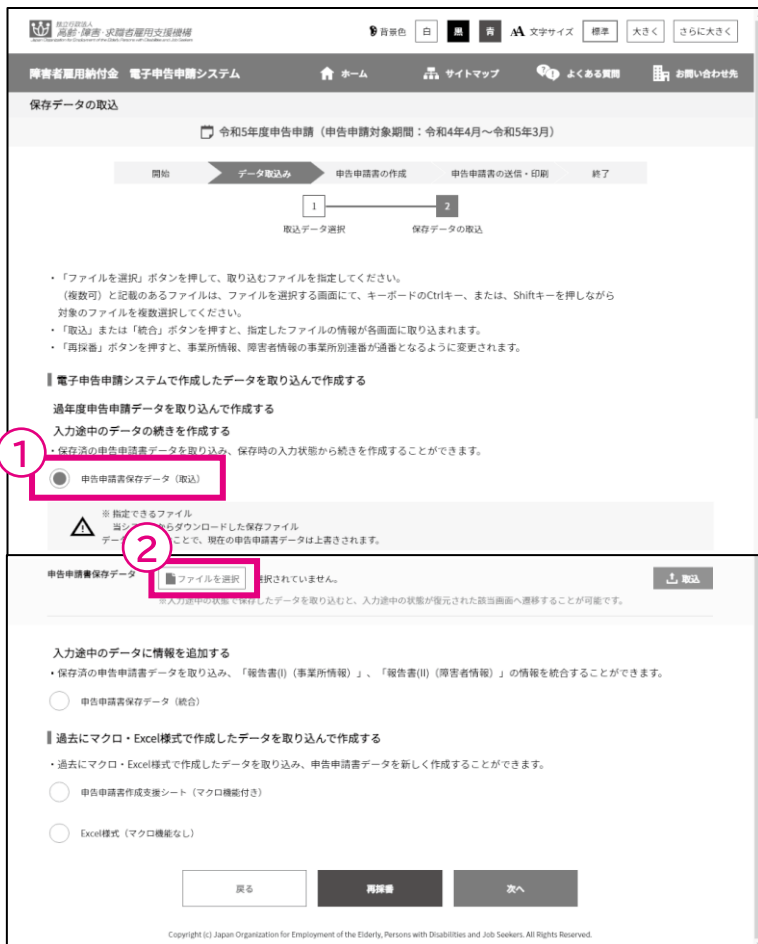 独立行政法人
高齢・障害・求職者雇用支援機構
Japan Organization for Employment of the Elderly, Persons with Disabilities and Job Seekers
背景色 白 黒 青 AA 文字サイズ 標準 大きく さらに大きく
障害者雇用納付金 電子申告申請システム ホーム サイトマップ よくある質問 お問い合わせ先
保存データの取込
令和5年度申告申請(申告申請対象期間:令和4年4月~令和5年3月)
開始 データ取込み 申告申請書の作成 申告申請書の送信・印刷 終了
1 2
取込データ選択 保存データの取込
・「ファイルを選択」ボタンを押して、取り込むファイルを指定してください。
(複数可)と記載のあるファイルは、ファイルを選択する画面にて、キーボードのCtrlキー、または、Shiftキーを押しながら
対象のファイルを複数選択してください。
・「取込」または「統合」ボタンを押すと、指定したファイルの情報が各画面に取り込まれます。
・「再採番」ボタンを押すと、事業所情報、障害者情報の事業所別連番が通番となるように変更されます。
電子申告申請システムで作成したデータを取り込んで作成する
過年度申告申請データを取り込んで作成する
入力途中のデータの続きを作成する
1
・保存済の申告申請書データを取り込み、保存時の入力状態から続きを作成することができます。
申告申請書保存データ(取込)
※ 指定できるファイル
当シ からダウンロードした保存ファイル
データ ことで、現在の申告申請書データは上書きされます。
2
申告申請書保存データ ファイルを選択 選択されていません。 取込
※入力途中の状態で保存したデータを取り込むと、入力途中の状態が復元された該当画面へ遷移することが可能です。
入力途中のデータに情報を追加する
・保存済の申告申請書データを取り込み、「報告書(I)(事業所情報)」、「報告書(II)(障害者情報)」の情報を統合することができます。
申告申請書保存データ(統合)
過去にマクロ・Excel様式で作成したデータを取り込んで作成する
・過去にマクロ・Excel様式で作成したデータを取り込み、申告申請書データを新しく作成することができます。
申告申請書作成支援シート(マクロ機能付き)
Excel様式(マクロ機能なし)
戻る 再採番 次へ
Copyright (c) Japan Organization for Employment of the Elderly, Persons with Disabilities and Job Seekers. All Rights Reserved.